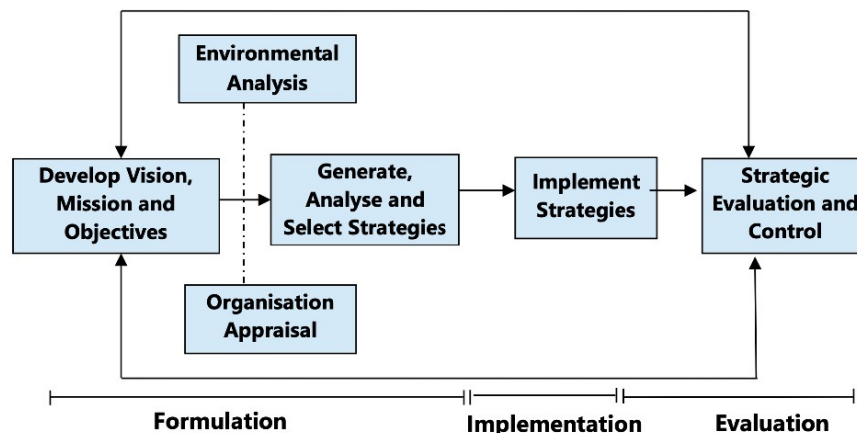 Environmental
Analysis
Develop Vision,
Mission and
Objectives
Generate,
Analyse and
Select Strategies
Implement
Strategies
Strategic
Evaluation and
Control
Organisation
Appraisal
Formulation
Implementation
Evaluation